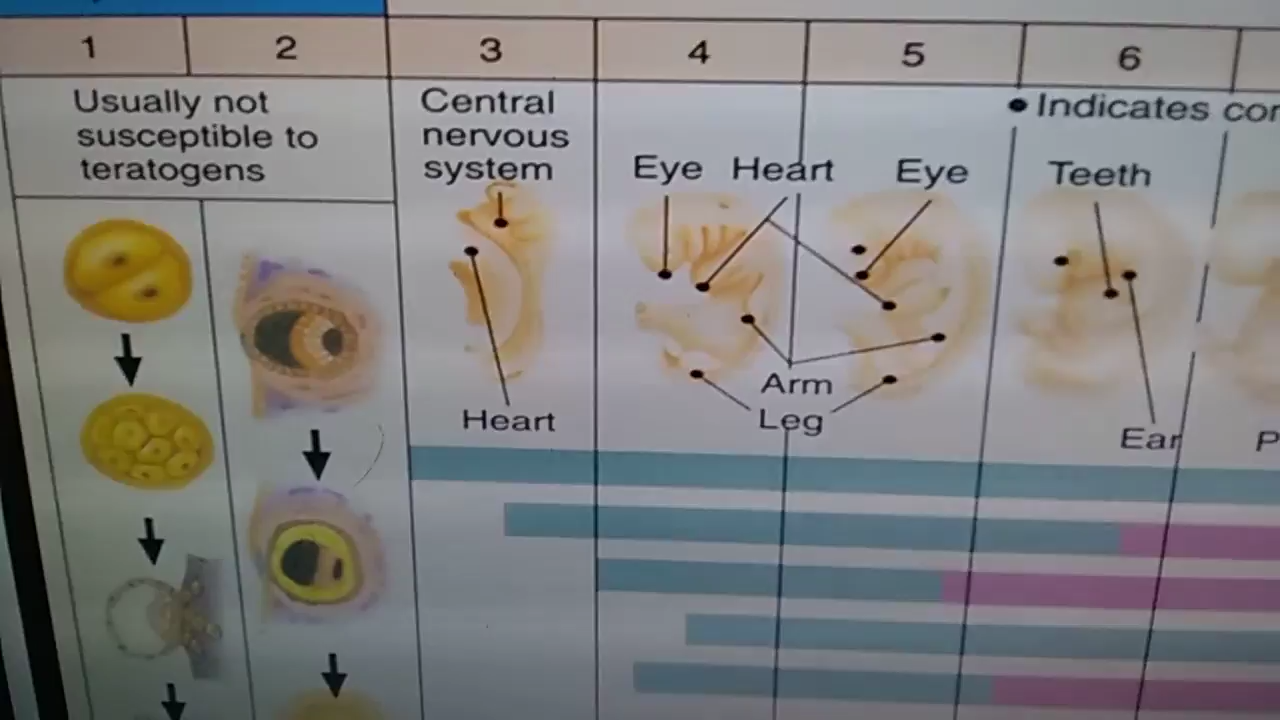 1 2 3 4 5 6
Usually not
susceptible to
teratogens
Central
nervous
system
• Indicates
Eye Heart Eye Teeth
Heart
Arm
Leg
Ear